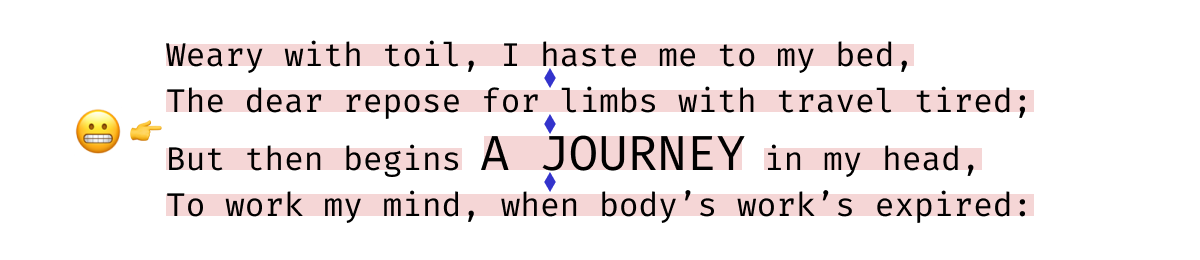 Weary with toil, I haste me to my bed,
The dear repose for limbs with travel tired;
But then begins A JOURNEY in my head,
To work my mind, when body’s work’s expired: